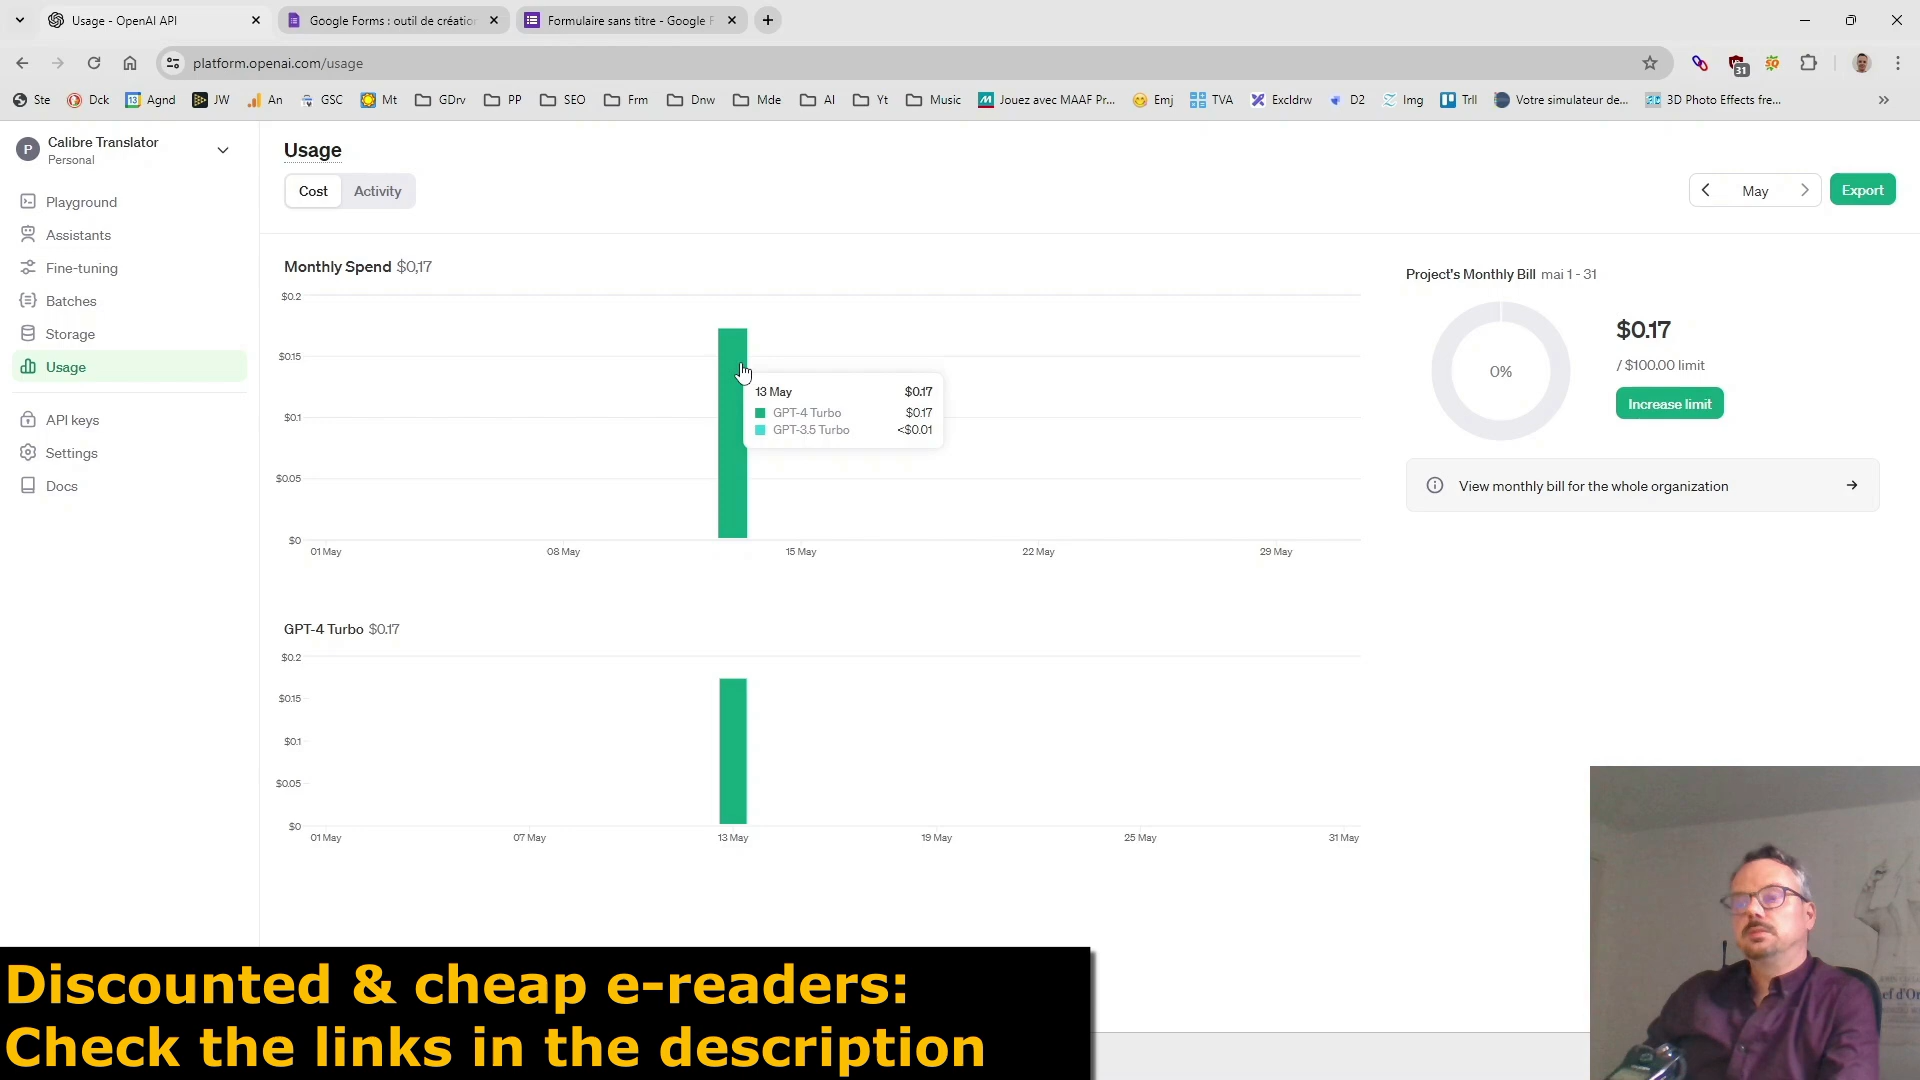 Usage - OpenAI API
Google Forms : outil de création
Formulaire sans titre - Google F
platform.openai.com/usage
31
Ste
Dck
13 Agnd
JW
An
GSC
Mt
GDrv
PP
SEO
Frm
Dnw
Mde
AI
Yt
Music
Jouez avec MAAF Pr...
Emj
TVA
Excldrw
D2
Img
Trll
Votre simulateur de...
3D Photo Effects fre...
P
Calibre Translator
Personal
Playground
Assistants
Fine-tuning
Batches
Storage
Usage
API keys
Settings
Docs
Usage
Cost
Activity
May
Export
Monthly Spend $0,17
$0.2
$0.15
$0.1
$0.05
$0
01 May
08 May
15 May
22 May
29 May
13 May $0.17
GPT-4 Turbo $0.17
GPT-3.5 Turbo <$0.01
GPT-4 Turbo $0.17
$0.2
$0.15
$0.1
$0.05
$0
01 May
07 May
13 May
19 May
25 May
31 May
Project's Monthly Bill mai 1 - 31
0%
$0.17
/ $100.00 limit
Increase limit
View monthly bill for the whole organization
Discounted & cheap e-readers:
Check the links in the description